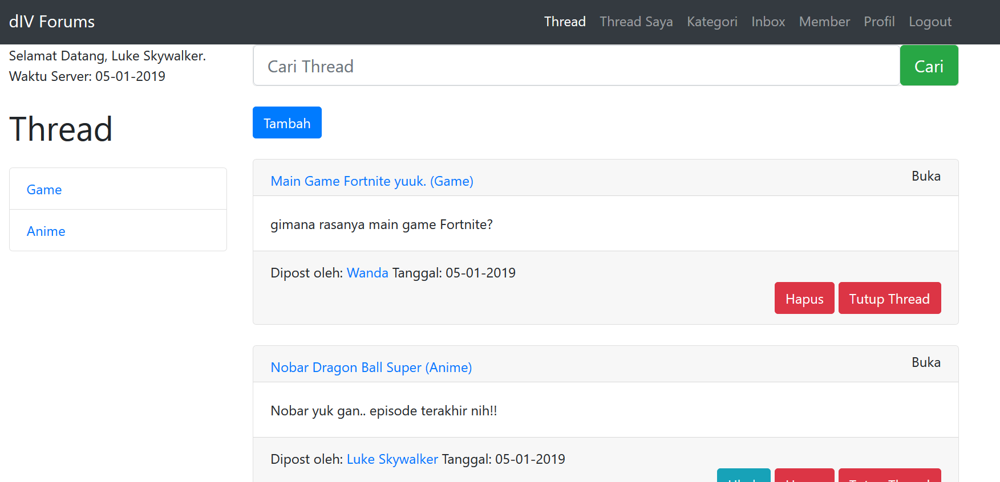 dIV Forums
Thread Thread Saya Kategori Inbox Member Profil Logout
Selamat Datang, Luke Skywalker.
Waktu Server: 05-01-2019
Thread
Game
Anime
Cari Thread
Cari
Tambah
Main Game Fortnite yuuk. (Game)
Buka
gimana rasanya main game Fortnite?
Dipost oleh: Wanda Tanggal: 05-01-2019
Hapus
Tutup Thread
Nobar Dragon Ball Super (Anime)
Buka
Nobar yuk gan.. episode terakhir nih!!
Dipost oleh: Luke Skywalker Tanggal: 05-01-2019